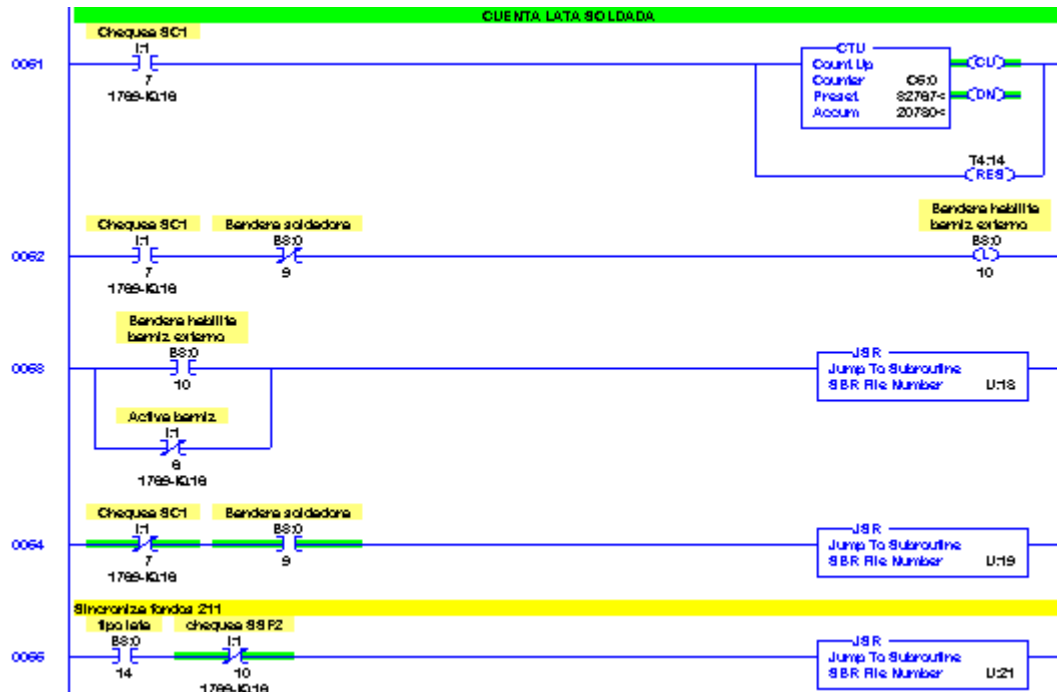 CUENTA LATA SOLDADA
Chequea SC1
I:1
7
1769-IQ16
0061
CTU
Count Up
Counter C5:0
Preset 32767<
Accum 20780<
CU
DN
T4:14
RES
Chequea SC1
I:1
7
1769-IQ16
Bandera soldadora
B3:0
9
0062
Bandera habilita
barniz externo
B3:0
L
10
Bandera habilita
barniz externo
B3:0
10
0063
JSR
Jump To Subroutine
SBR File Number U:18
Activa barniz
I:1
6
1769-IQ16
Chequea SC1
I:1
7
1769-IQ16
Bandera soldadora
B3:0
9
0064
JSR
Jump To Subroutine
SBR File Number U:19
Sincroniza fondos 211
tipo lata
B3:0
14
chequea SSP2
I:1
10
1769-IQ16
0065
JSR
Jump To Subroutine
SBR File Number U:21